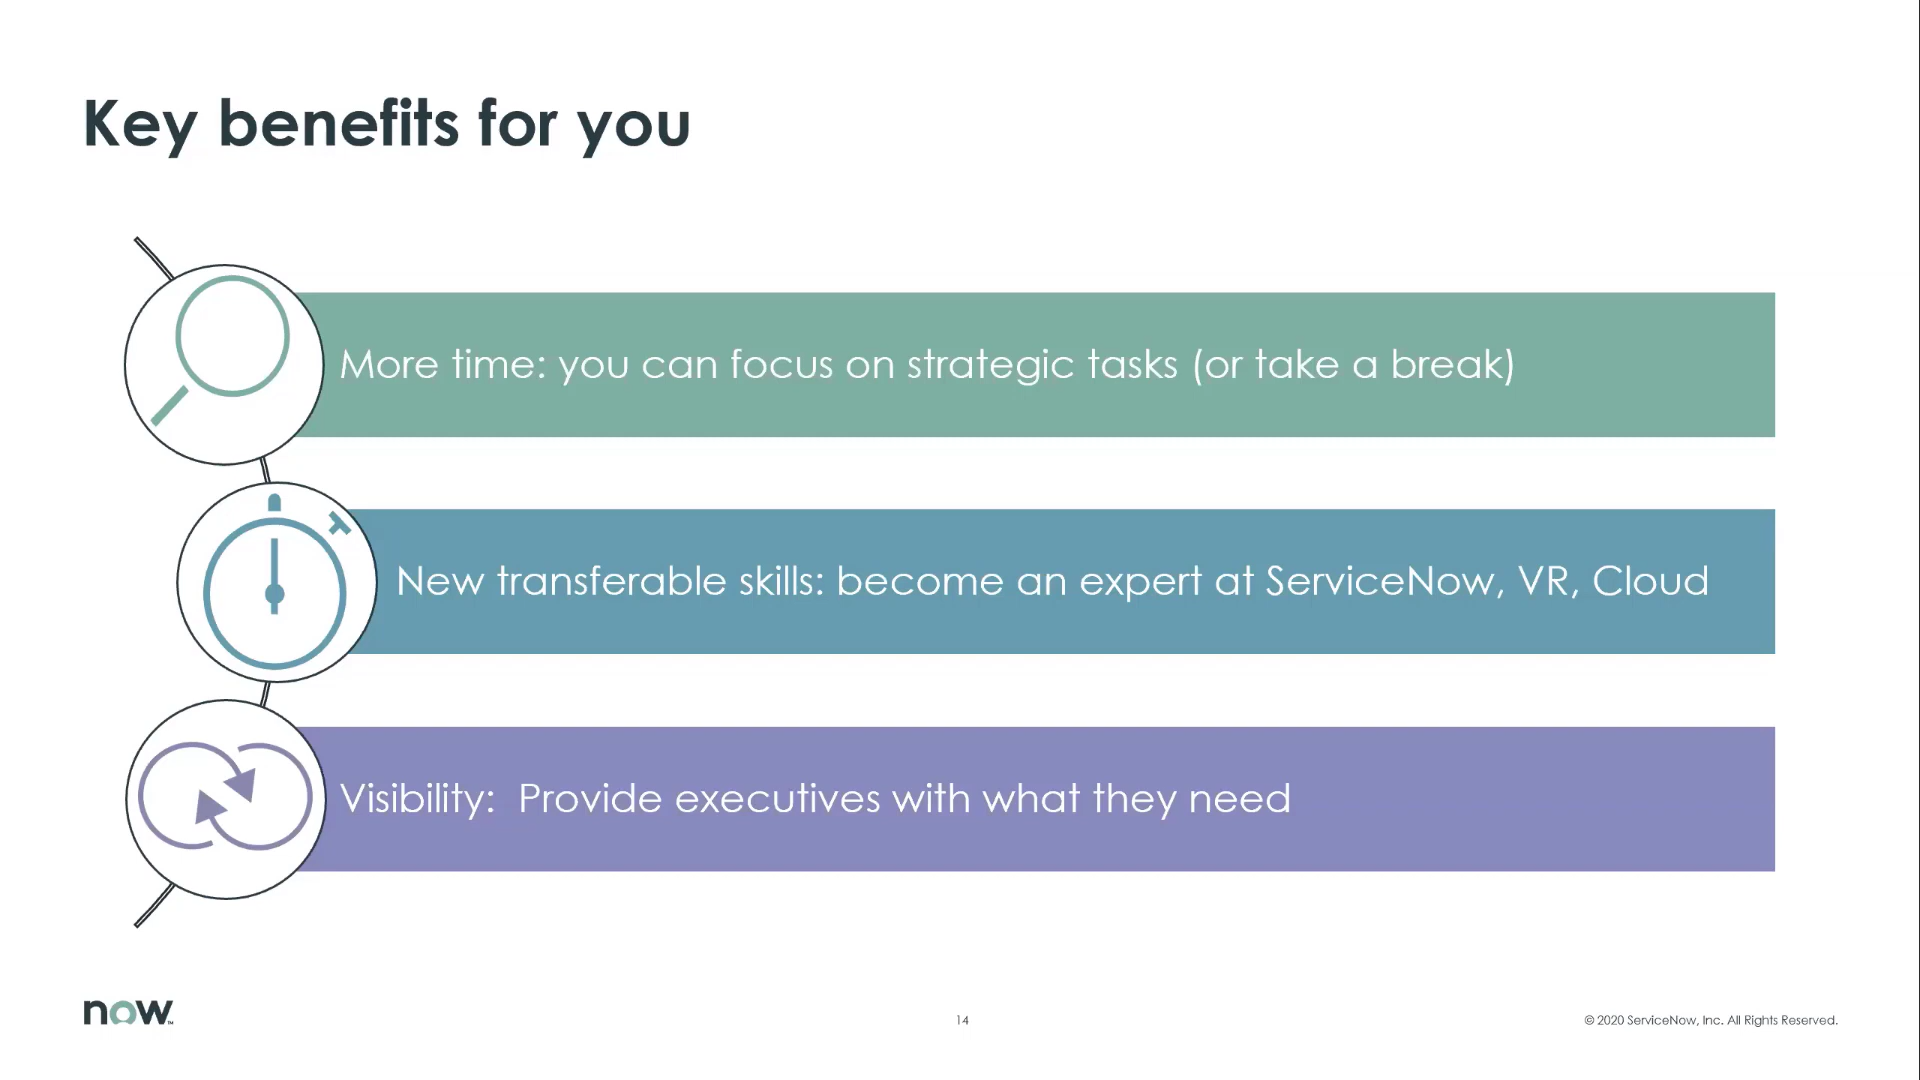 Key benefits for you
More time: you can focus on strategic tasks (or take a break)
New transferable skills: become an expert at ServiceNow, VR, Cloud
Visibility:  Provide executives with what they need
now™
14
© 2020 ServiceNow, Inc. All Rights Reserved.